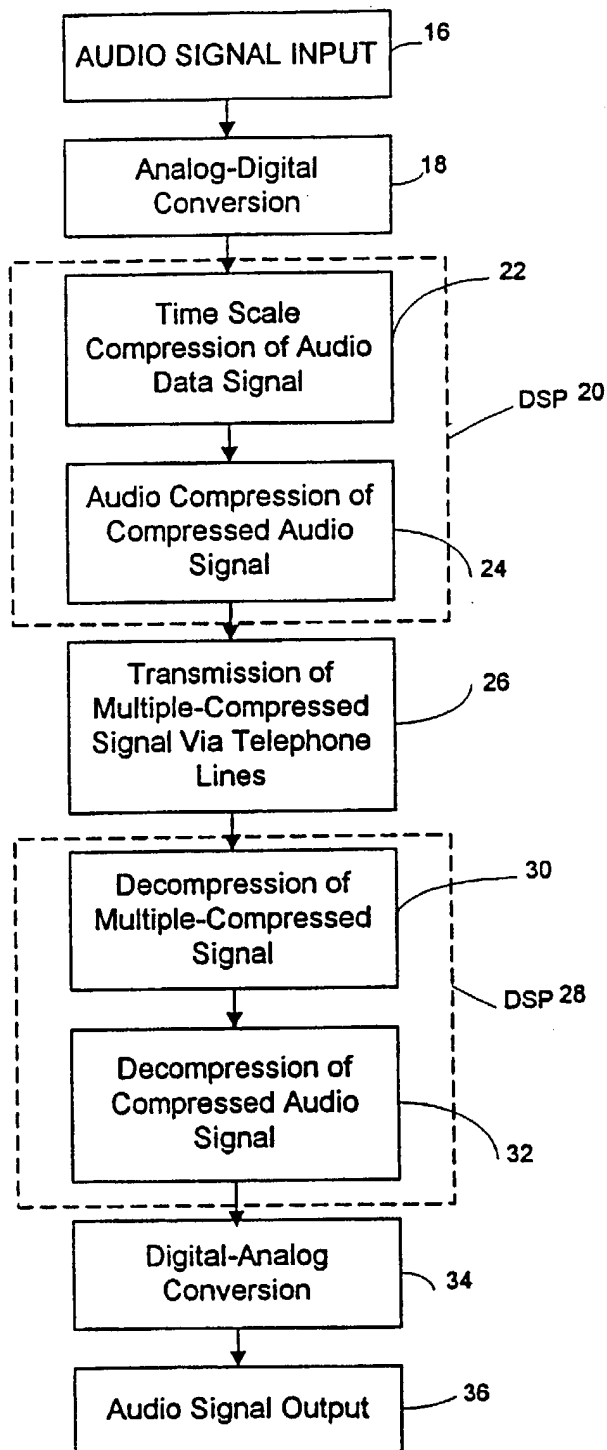 AUDIO SIGNAL INPUT
16
Analog-Digital
Conversion
18
Time Scale
Compression of Audio
Data Signal
22
DSP 20
Audio Compression of
Compressed Audio
Signal
24
Transmission of
Multiple-Compressed
Signal Via Telephone
Lines
26
Decompression of
Multiple-Compressed
Signal
30
DSP 28
Decompression of
Compressed Audio
Signal
32
Digital-Analog
Conversion
34
Audio Signal Output
36